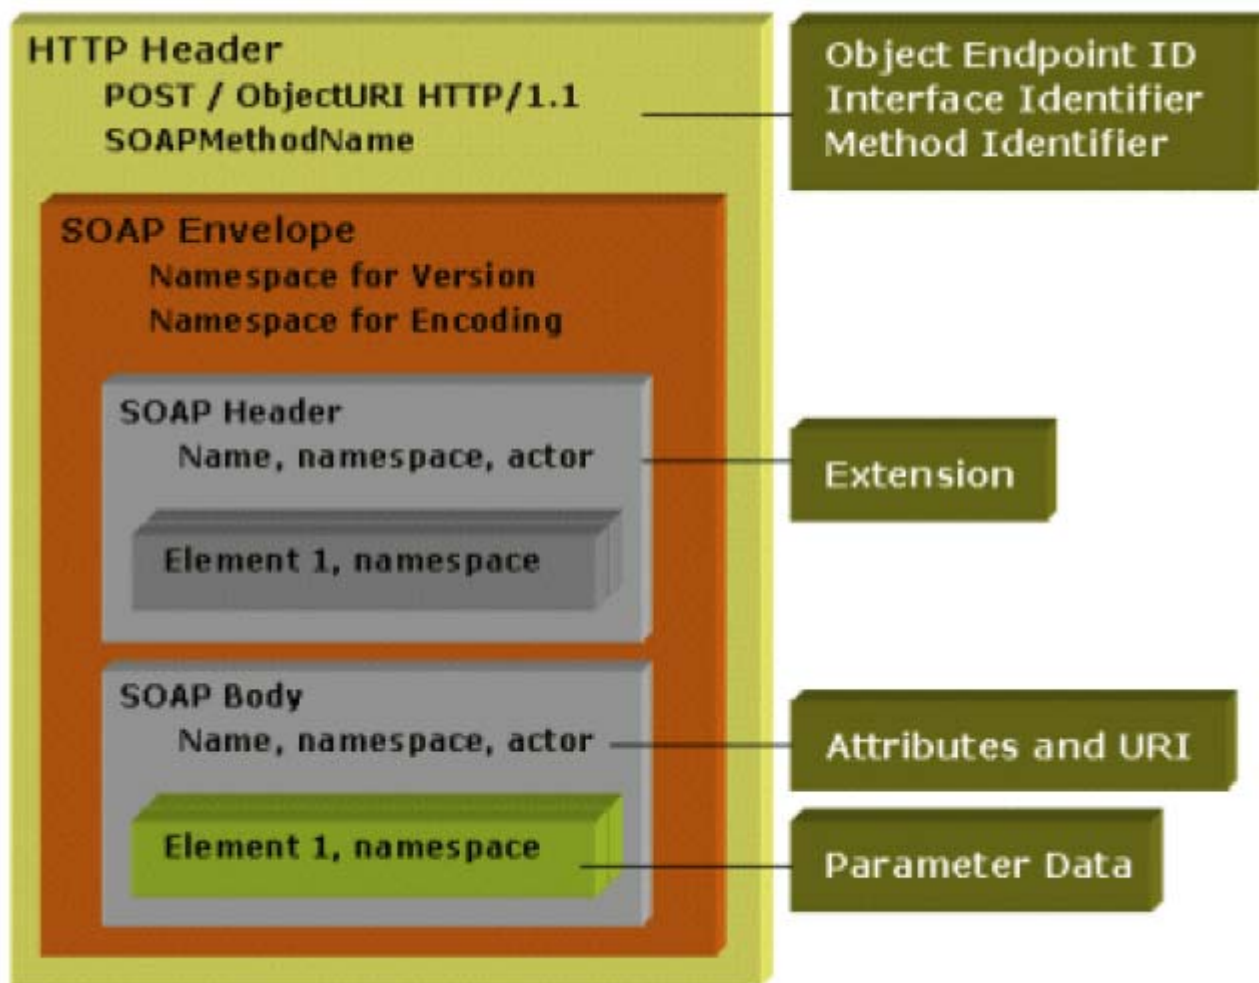 HTTP Header
POST / ObjectURI HTTP/1.1
SOAPMethodName
Object Endpoint ID
Interface Identifier
Method Identifier
SOAP Envelope
Namespace for Version
Namespace for Encoding
SOAP Header
Name, namespace, actor
Extension
Element 1, namespace
SOAP Body
Name, namespace, actor
Attributes and URI
Element 1, namespace
Parameter Data